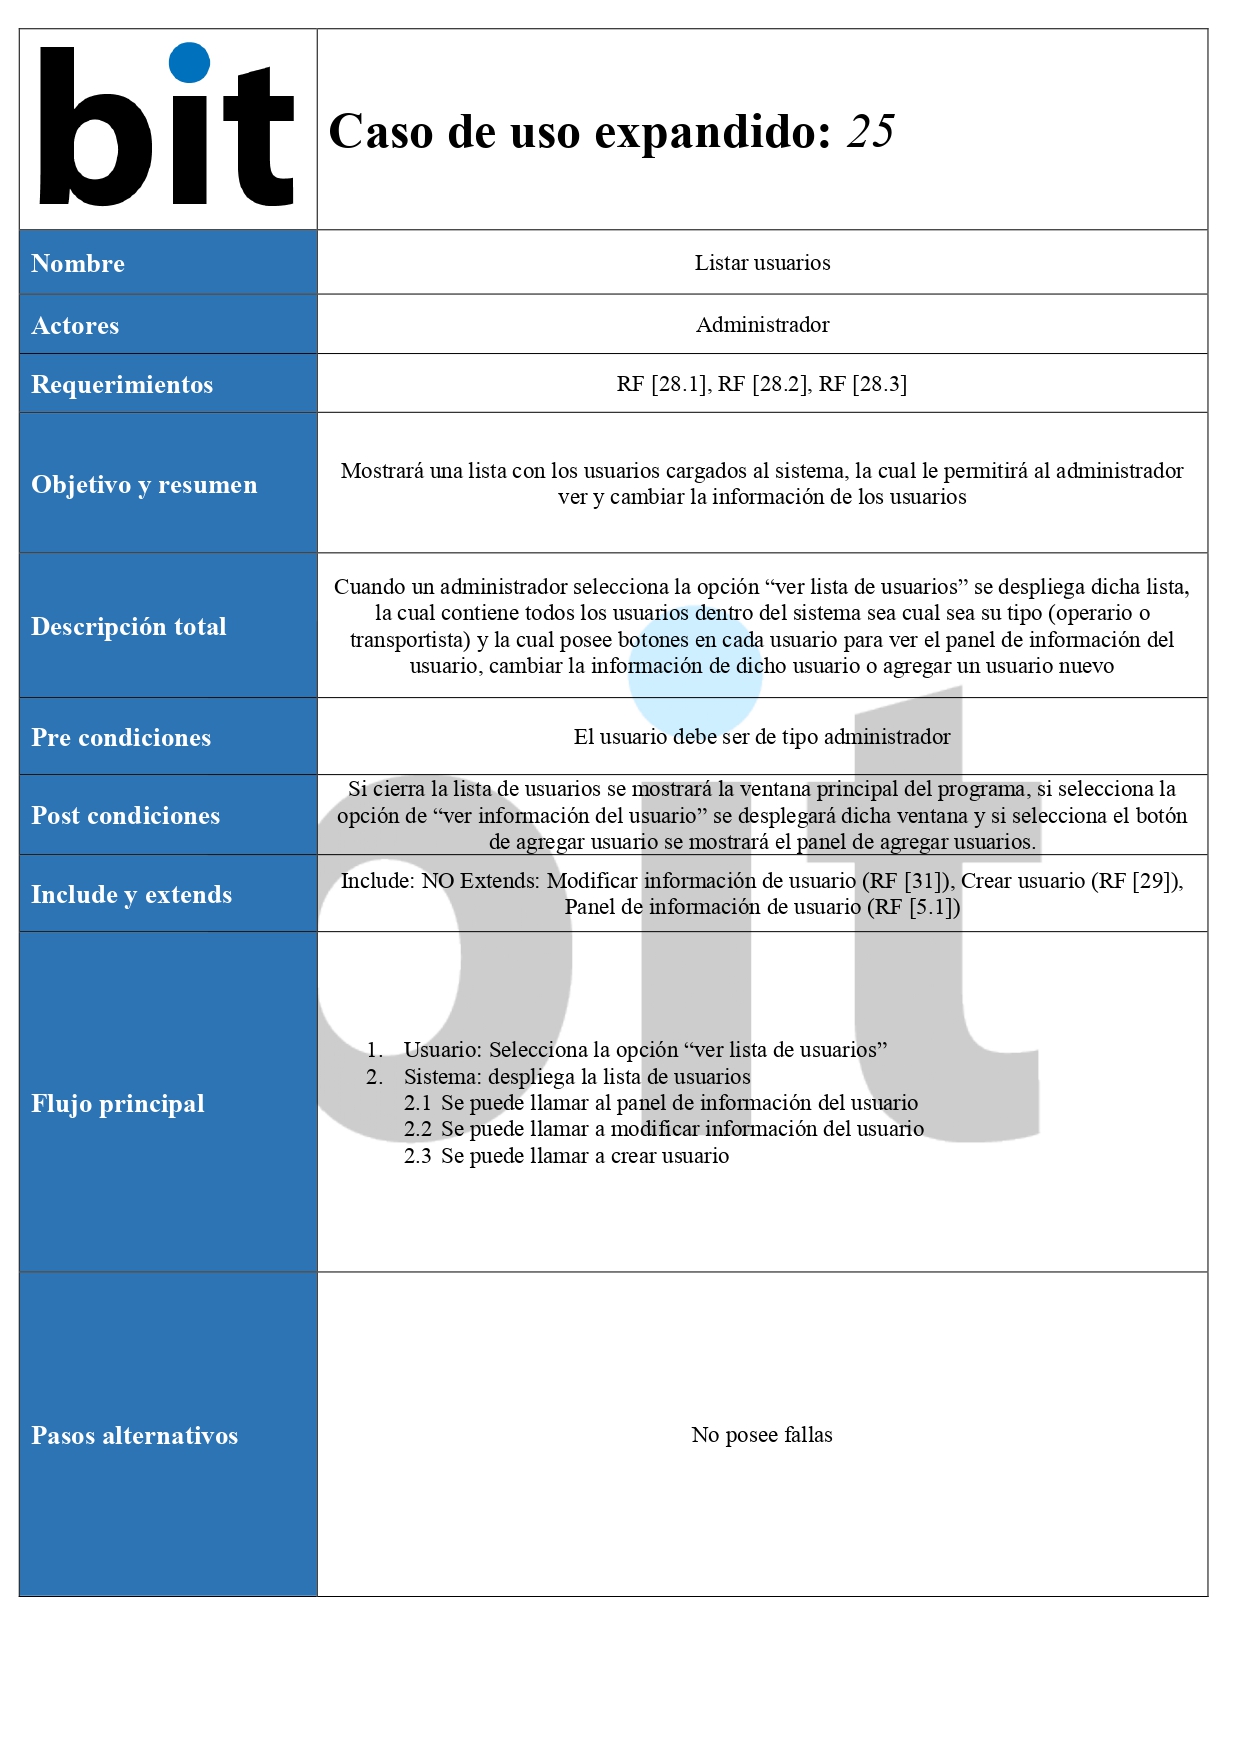 bit
Caso de uso expandido: 25
Nombre
Listar usuarios
Actores
Administrador
Requerimientos
RF [28.1], RF [28.2], RF [28.3]
Objetivo y resumen
Mostrará una lista con los usuarios cargados al sistema, la cual le permitirá al administrador
ver y cambiar la información de los usuarios
Descripción total
Cuando un administrador selecciona la opción “ver lista de usuarios” se despliega dicha lista,
la cual contiene todos los usuarios dentro del sistema sea cual sea su tipo (operario o
transportista) y la cual posee botones en cada usuario para ver el panel de información del
usuario, cambiar la información de dicho usuario o agregar un usuario nuevo
Pre condiciones
El usuario debe ser de tipo administrador
Post condiciones
Si cierra la lista de usuarios se mostrará la ventana principal del programa, si selecciona la
opción de “ver información del usuario” se desplegará dicha ventana y si selecciona el botón
de agregar usuario se mostrará el panel de agregar usuarios.
Include y extends
Include: NO Extends: Modificar información de usuario (RF [31]), Crear usuario (RF [29]),
Panel de información de usuario (RF [5.1])
Flujo principal
1. Usuario: Selecciona la opción “ver lista de usuarios”
2. Sistema: despliega la lista de usuarios
2.1 Se puede llamar al panel de información del usuario
2.2 Se puede llamar a modificar información del usuario
2.3 Se puede llamar a crear usuario
Pasos alternativos
No posee fallas
bit